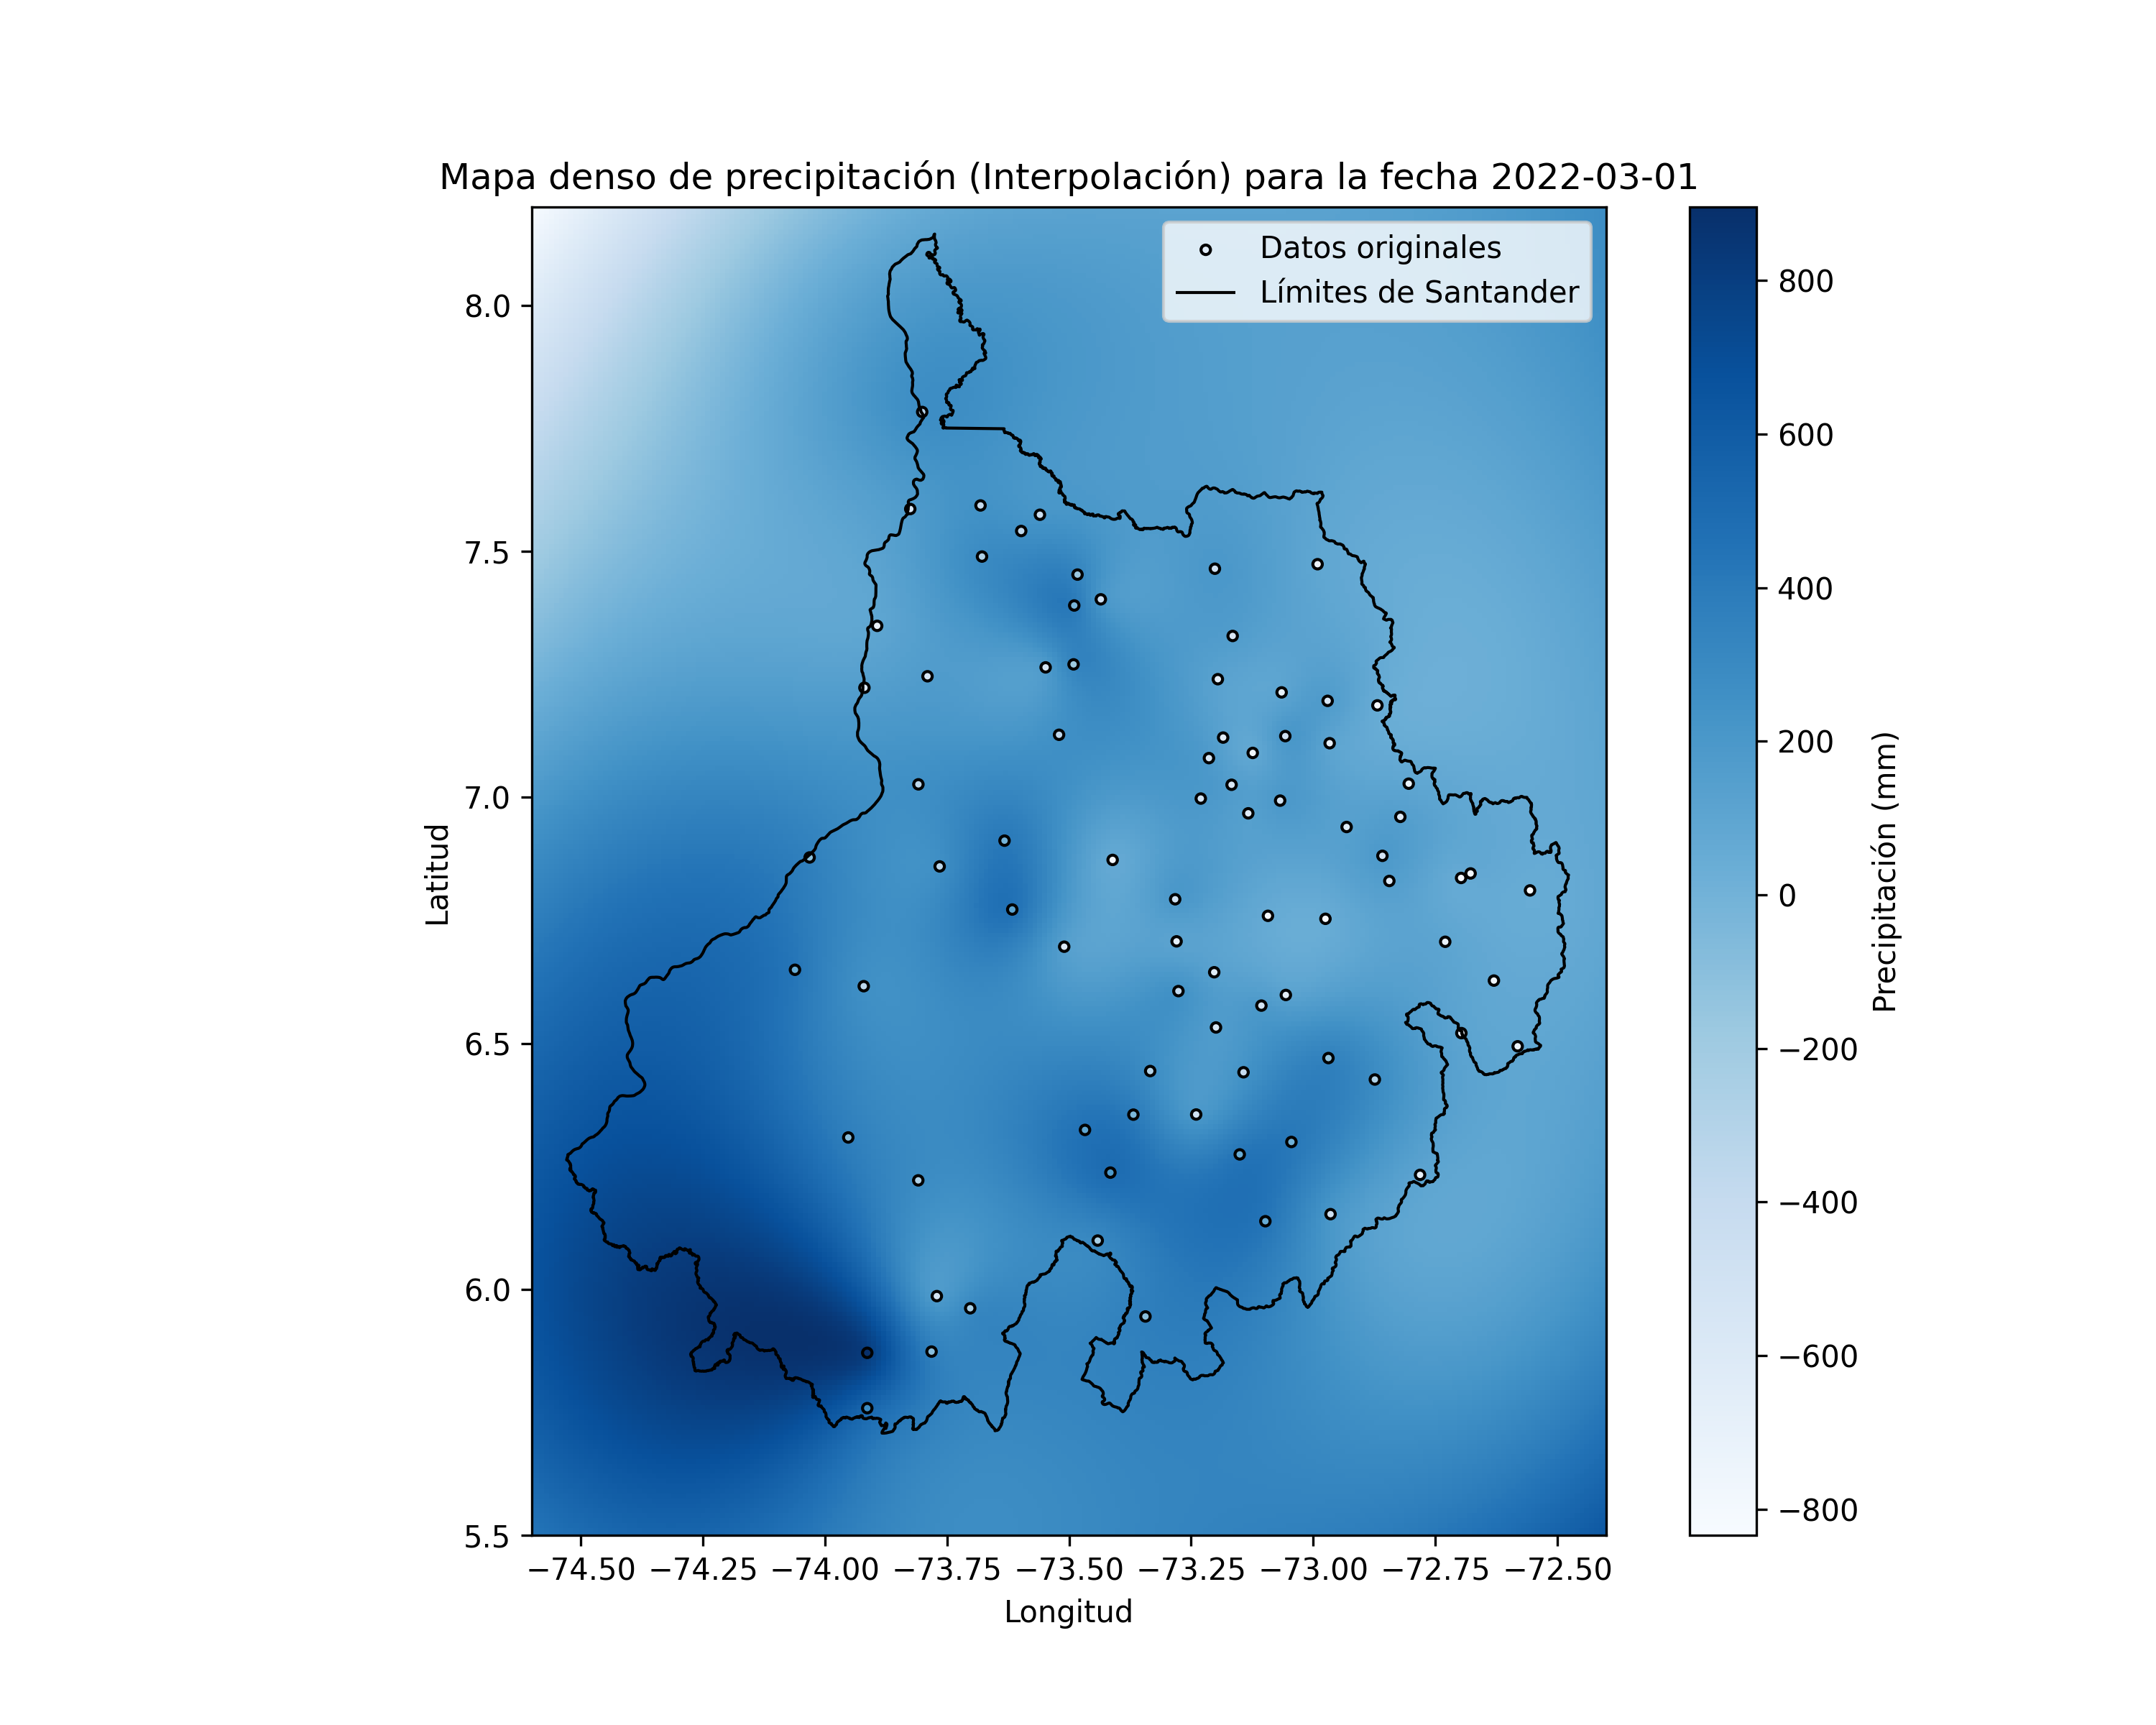 Mapa denso de precipitación (Interpolación) para la fecha 2022-03-01
Datos originales
Límites de Santander
8.0
7.5
7.0
6.5
6.0
5.5
Latitud
−74.50 −74.25 −74.00 −73.75 −73.50 −73.25 −73.00 −72.75 −72.50
Longitud
800
600
400
200
0
−200
−400
−600
−800
Precipitación (mm)